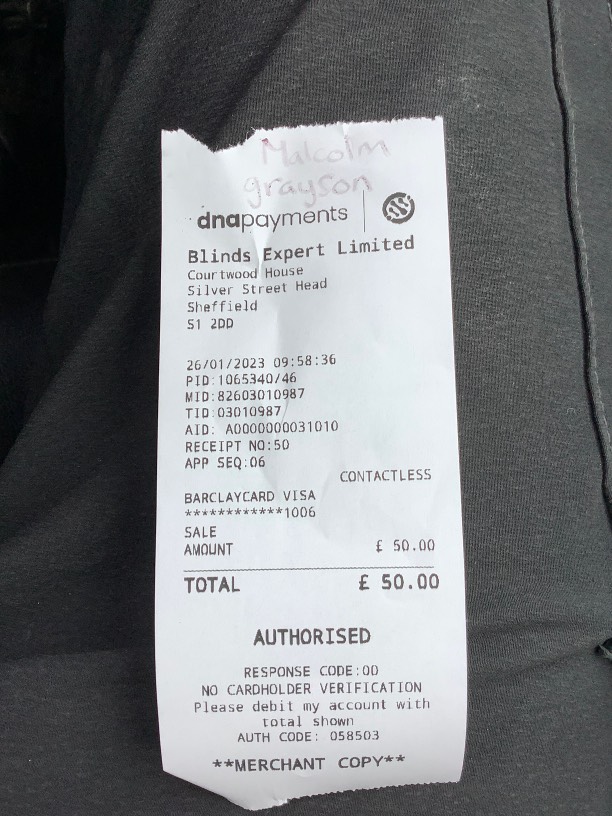 Malcolm
grayson
dnapayments
Blinds Expert Limited
Courtwood House
Silver Street Head
Sheffield
S1 2DD
26/01/2023 09:58:36
PID:1065340/46
MID:82603010987
TID:03010987
AID: A0000000031010
RECEIPT NO:50
APP SEQ:06
CONTACTLESS
BARCLAYCARD VISA
************1006
SALE
AMOUNT £ 50.00
TOTAL £ 50.00
AUTHORISED
RESPONSE CODE:00
NO CARDHOLDER VERIFICATION
Please debit my account with
total shown
AUTH CODE: 058503
**MERCHANT COPY**